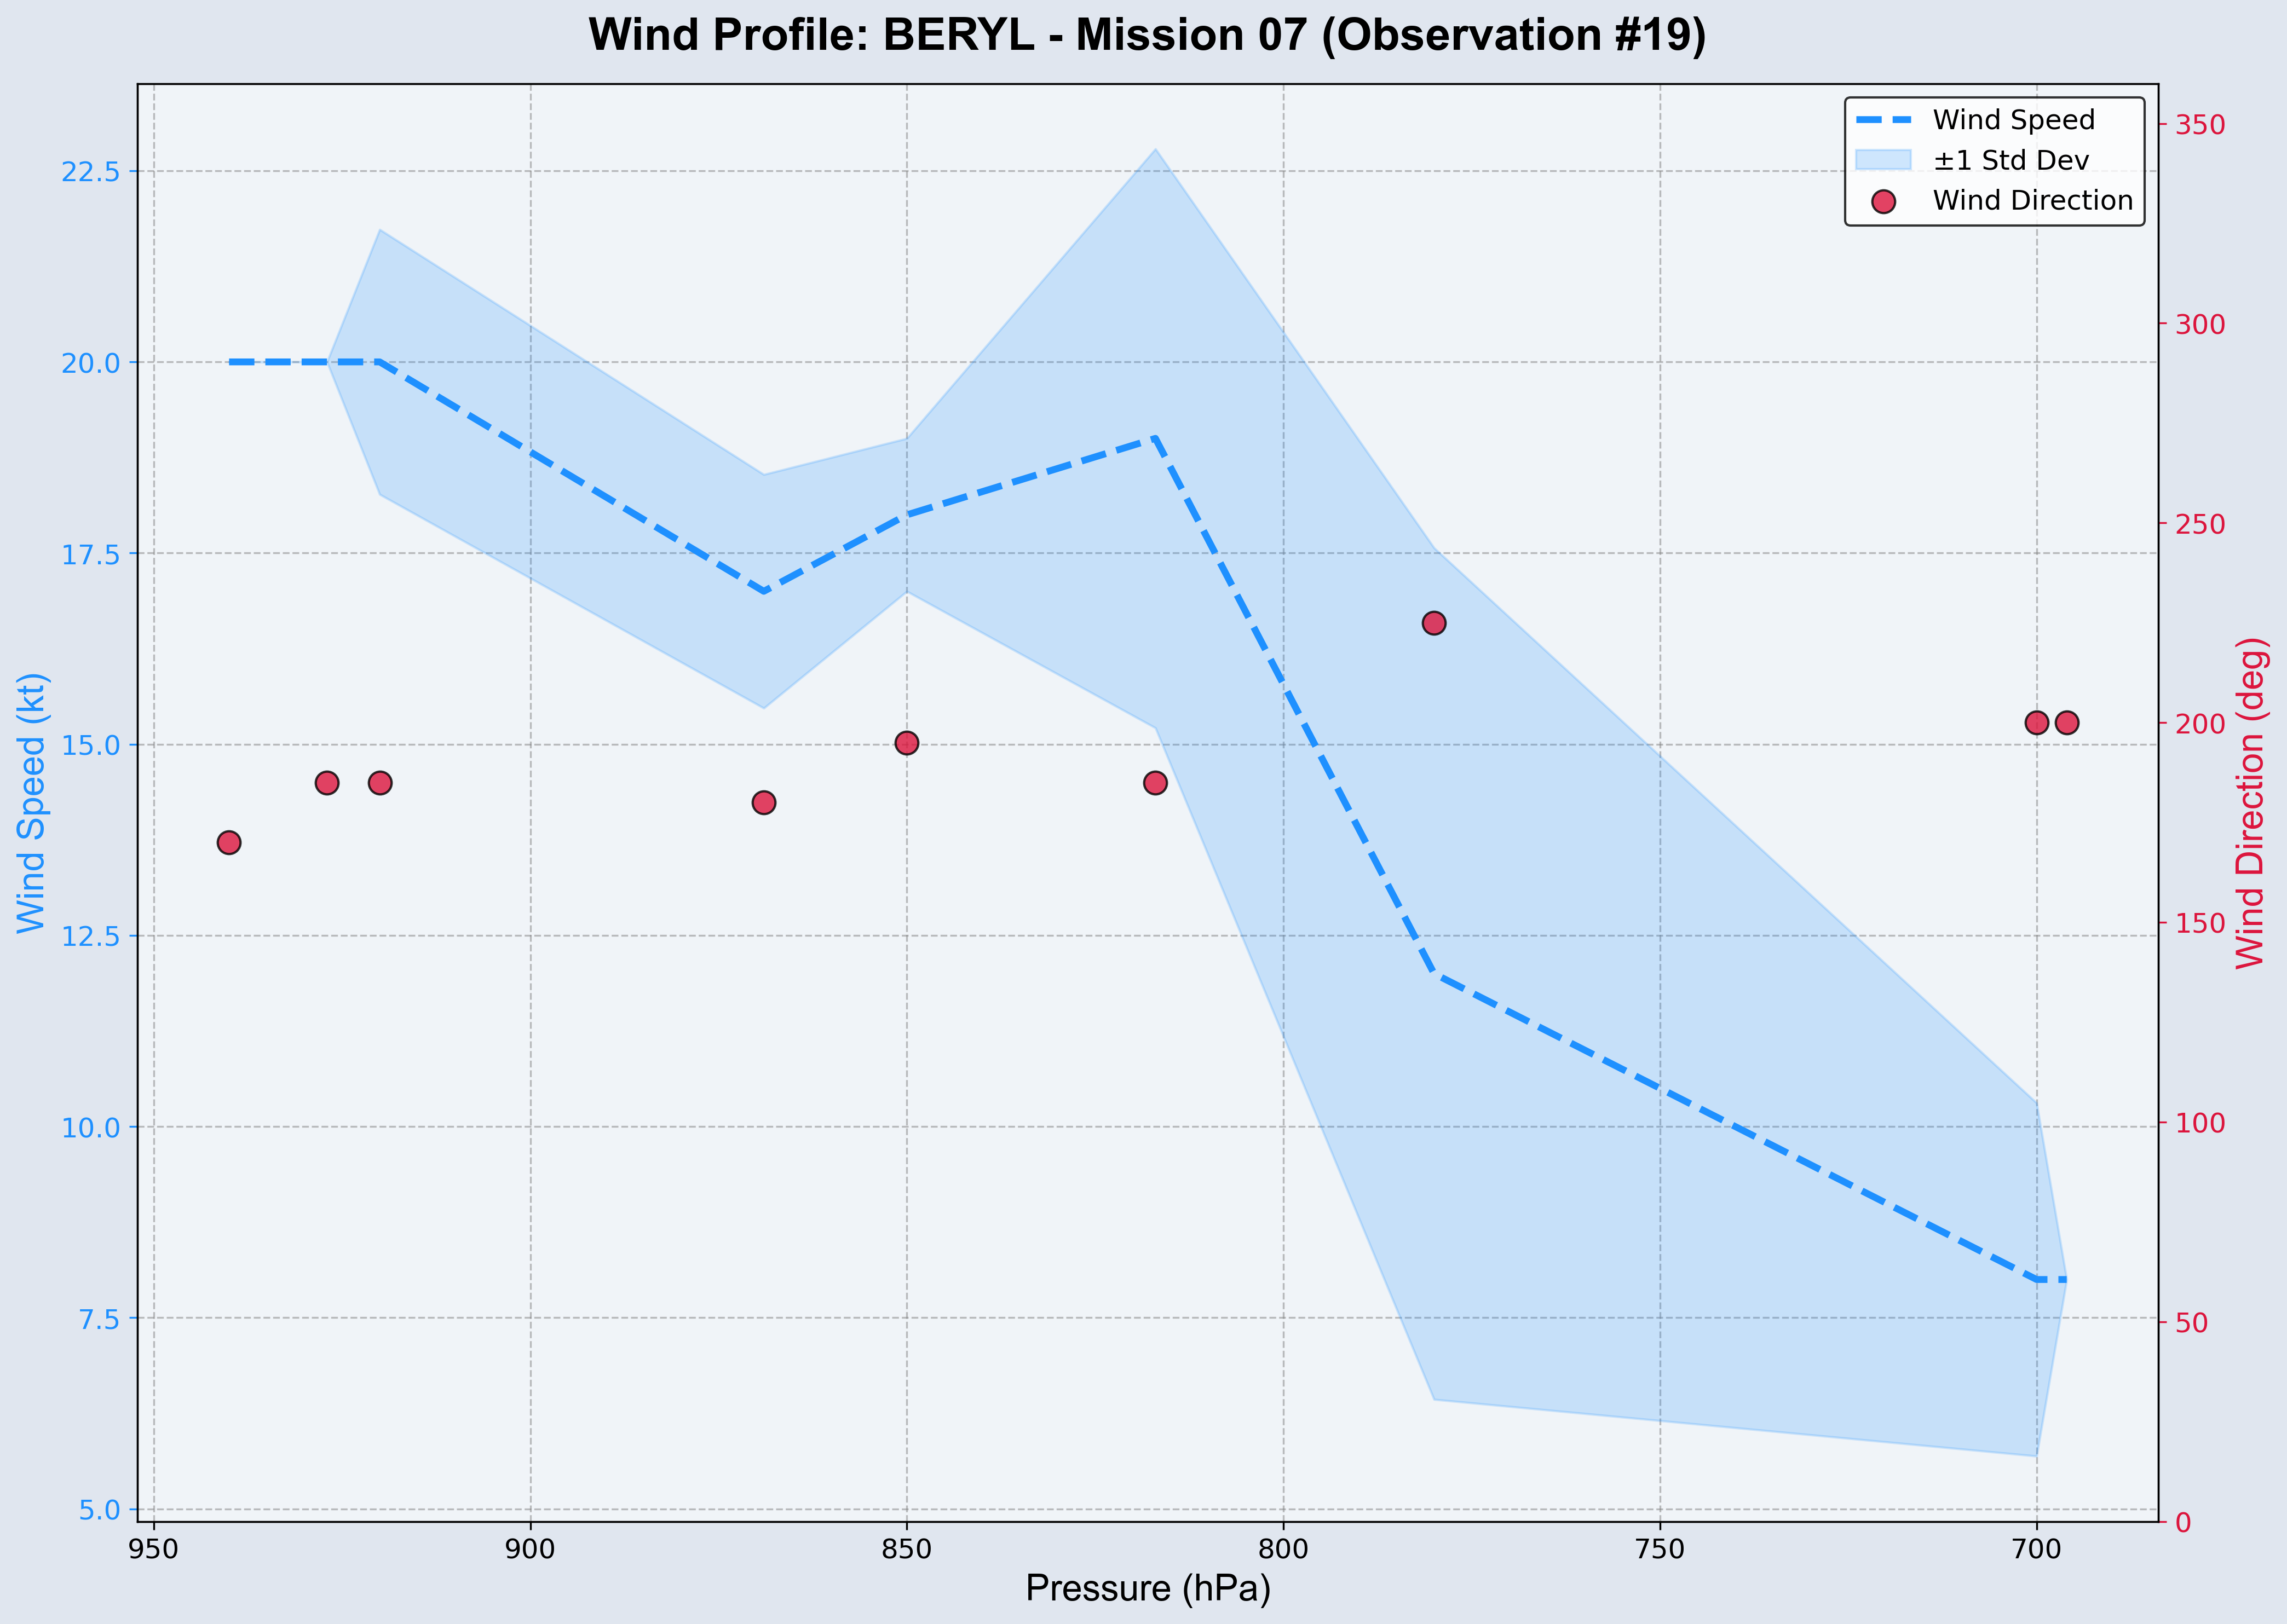 Wind Profile: BERYL - Mission 07 (Observation #19)
Wind Speed
±1 Std Dev
Wind Direction
Wind Speed (kt)
22.5
20.0
17.5
15.0
12.5
10.0
7.5
5.0
350
300
250
200
150
100
50
0
Wind Direction (deg)
950 900 850 800 750 700
Pressure (hPa)